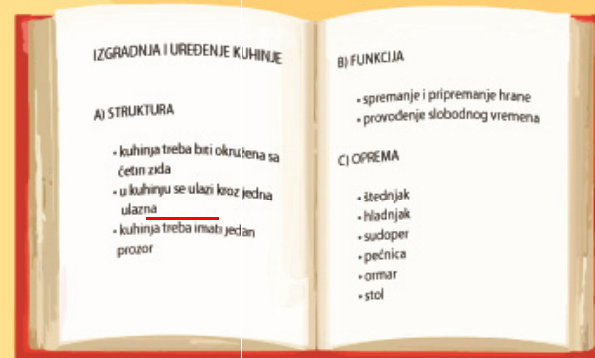 IZGRADNJA I UREĐENJE KUHINJE
A) STRUKTURA
• kuhinja treba biti okružena sa
četiri zida
• u kuhinju se ulazi kroz jedna
ulazna
• kuhinja treba imati jedan
prozor
B) FUNKCIJA
• spremanje i pripremanje hrane
• provođenje slobodnog vremena
C) OPREMA
• štednjak
• hladnjak
• sudoper
• pećnica
• ormar
• stol